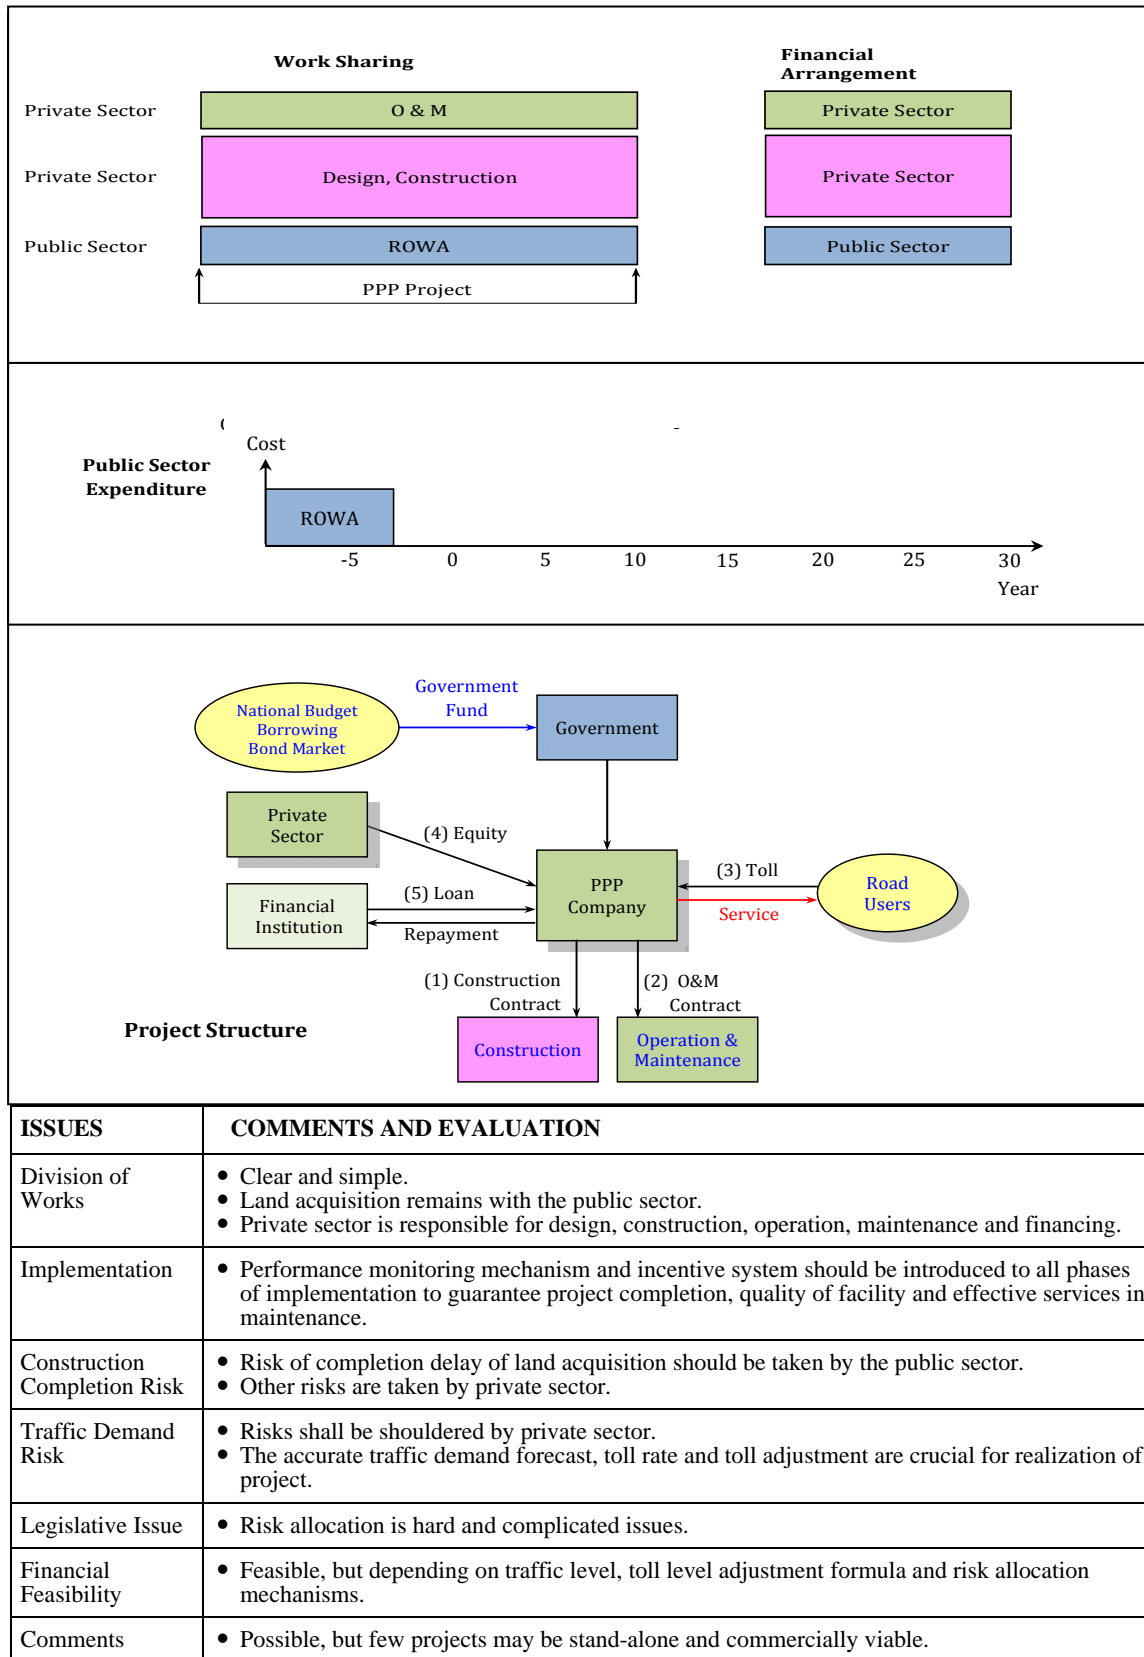 Work Sharing
Financial
Arrangement
Private Sector
O & M
Private Sector
Private Sector
Design, Construction
Private Sector
Public Sector
ROWA
Public Sector
PPP Project
Cost
Public Sector
Expenditure
ROWA
-5 0 5 10 15 20 25 30
Year
Government
Fund
National Budget
Borrowing
Bond Market
Government
Private
Sector
(4) Equity
PPP
Company
(3) Toll
Service
Road
Users
Financial
Institution
(5) Loan
Repayment
(1) Construction
Contract
(2) O&M
Contract
Project Structure
Construction
Operation &
Maintenance
ISSUES COMMENTS AND EVALUATION
Division of
Works
• Clear and simple.
• Land acquisition remains with the public sector.
• Private sector is responsible for design, construction, operation, maintenance and financing.
Implementation
• Performance monitoring mechanism and incentive system should be introduced to all phases
of implementation to guarantee project completion, quality of facility and effective services in
maintenance.
Construction
Completion Risk
• Risk of completion delay of land acquisition should be taken by the public sector.
• Other risks are taken by private sector.
Traffic Demand
Risk
• Risks shall be shouldered by private sector.
• The accurate traffic demand forecast, toll rate and toll adjustment are crucial for realization of
project.
Legislative Issue
• Risk allocation is hard and complicated issues.
Financial
Feasibility
• Feasible, but depending on traffic level, toll level adjustment formula and risk allocation
mechanisms.
Comments
• Possible, but few projects may be stand-alone and commercially viable.